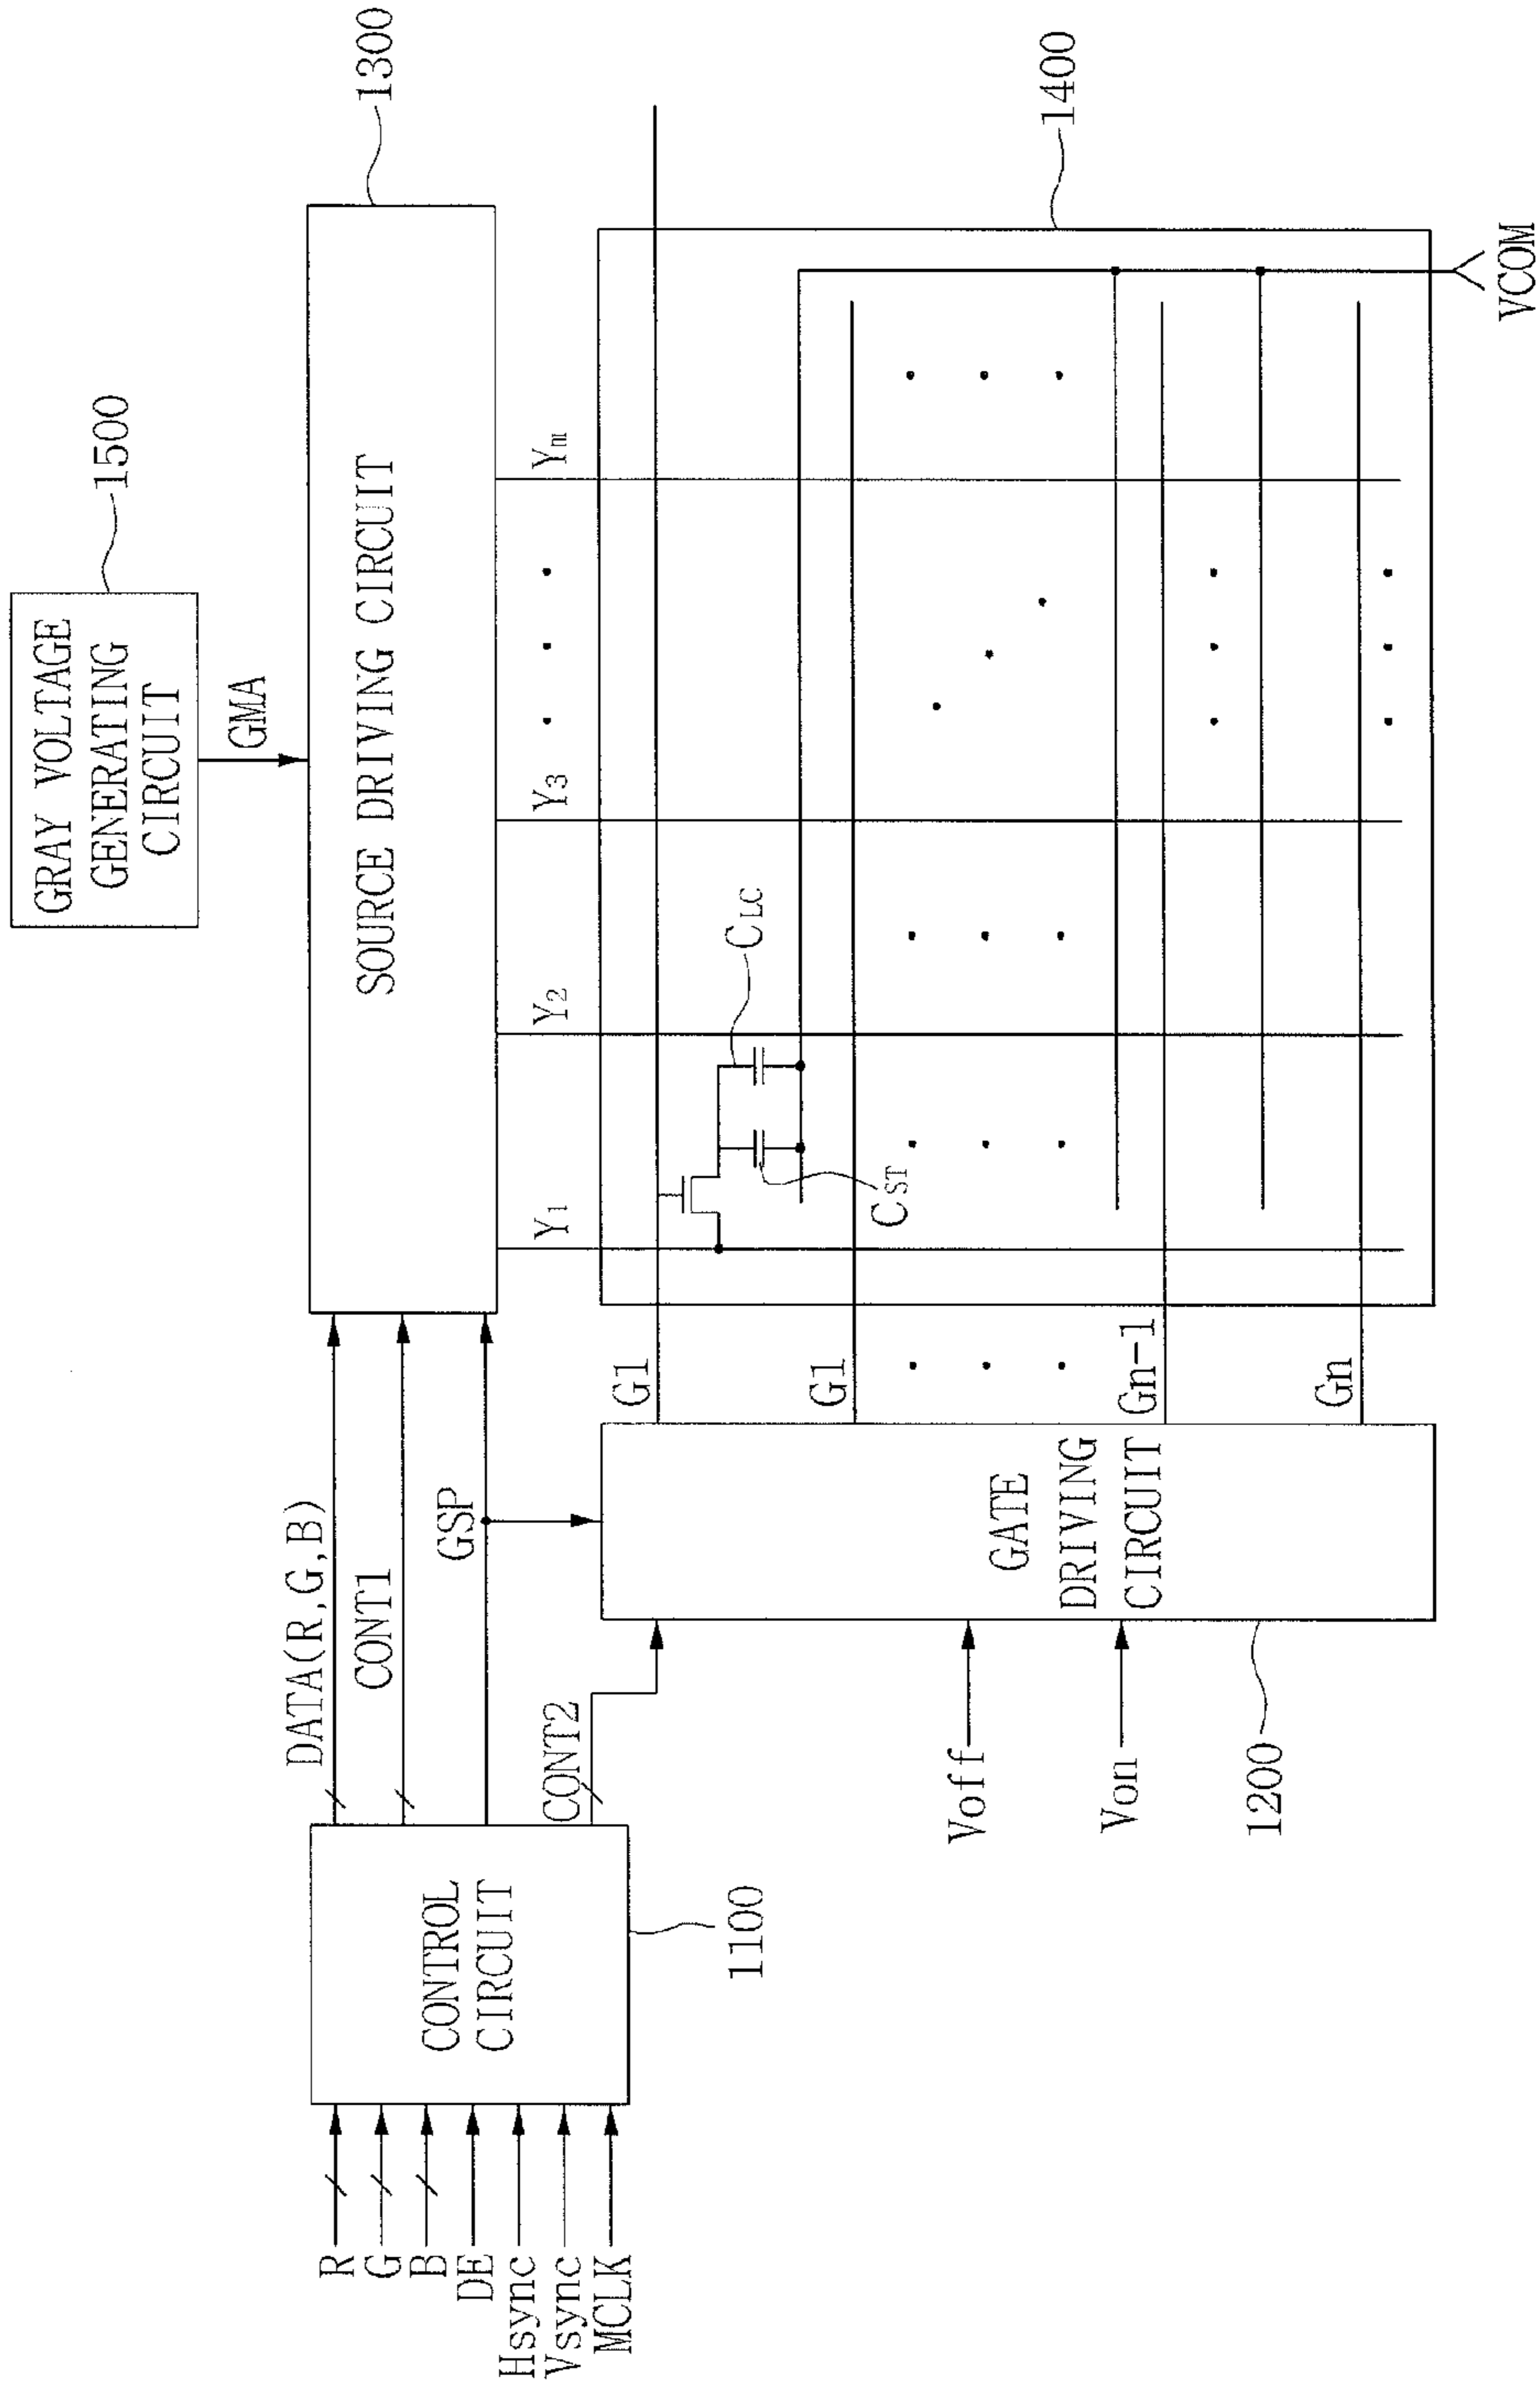 1500
GRAY VOLTAGE
GENERATING
CIRCUIT
GMA
1300
SOURCE DRIVING CIRCUIT
DATA(R,G,B)
CONT1
GSP
CONT2
R
G
B
DE
Hsync
Vsync
MCLK
CONTROL
CIRCUIT
1100
Y1
Y2
Y3
Ym
G1
G1
Gn-1
Gn
CLC
CST
1400
GATE
DRIVING
CIRCUIT
Voff
Von
1200
VCOM